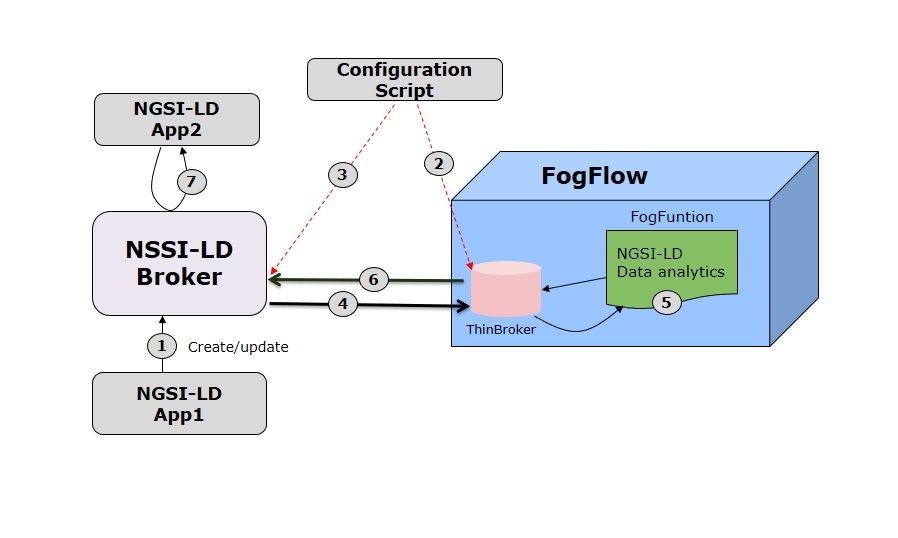 Configuration
Script
NGSI-LD
App2
2
3
7
FogFlow
FogFuntion
NSSI-LD
Broker
NGSI-LD
Data analytics
6
4
5
ThinBroker
1
Create/update
NGSI-LD
App1